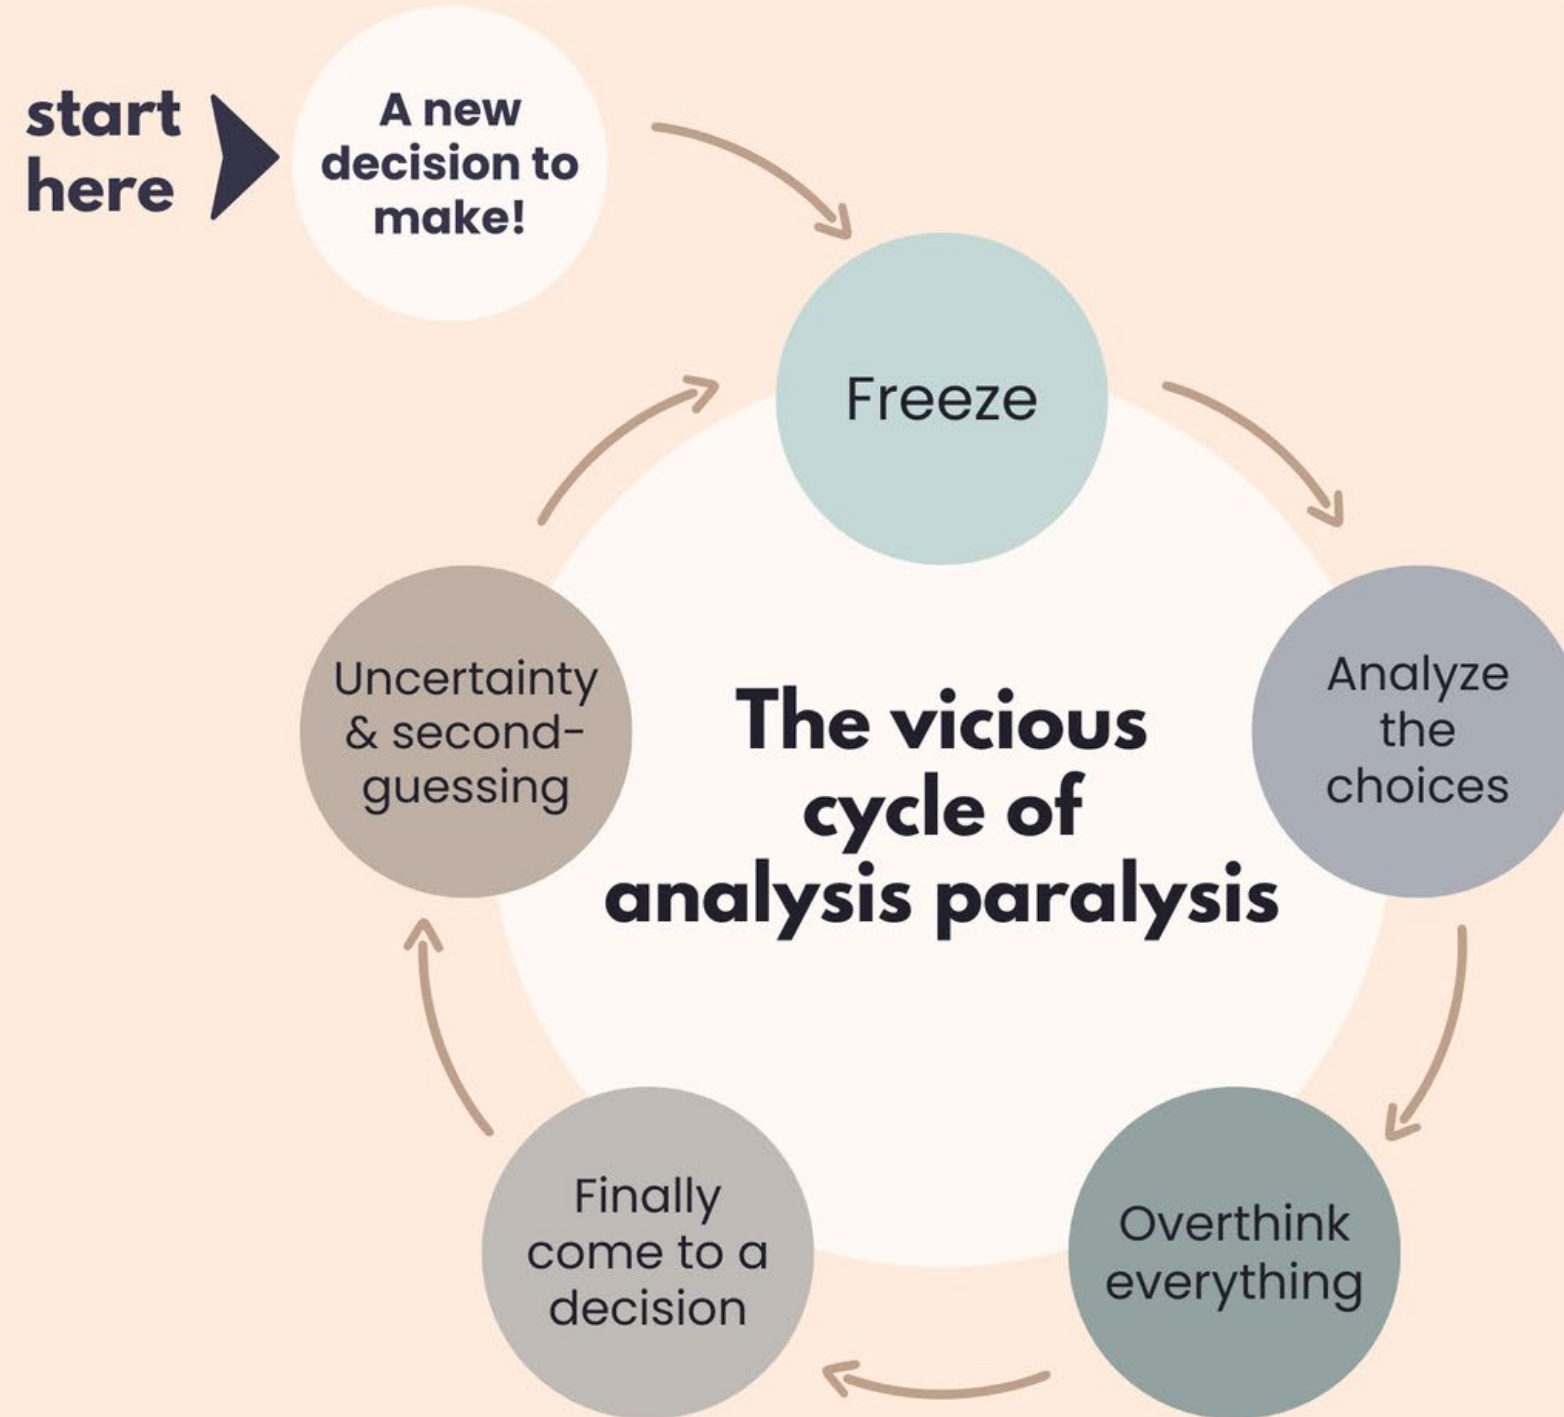 start
here
A new
decision to
make!
Freeze
Analyze
the
choices
Overthink
everything
Finally
come to a
decision
Uncertainty
& second-
guessing
The vicious
cycle of
analysis paralysis